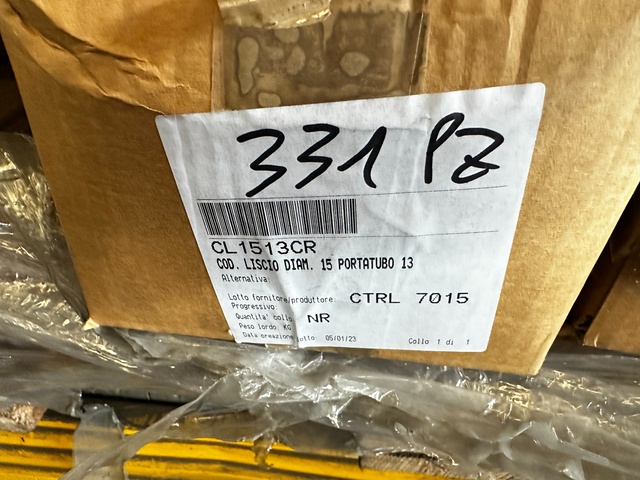 331 PZ
CL1513CR
COD. LISCIO DIAM. 15 PORTATUBO 13
Alternativa:
Lotto fornitore/produttore: CTRL 7015
Progressivo:
Quantita' collo: NR
Peso lordo: KG
Data creazione lotto: 05/01/23 Collo 1 di 1